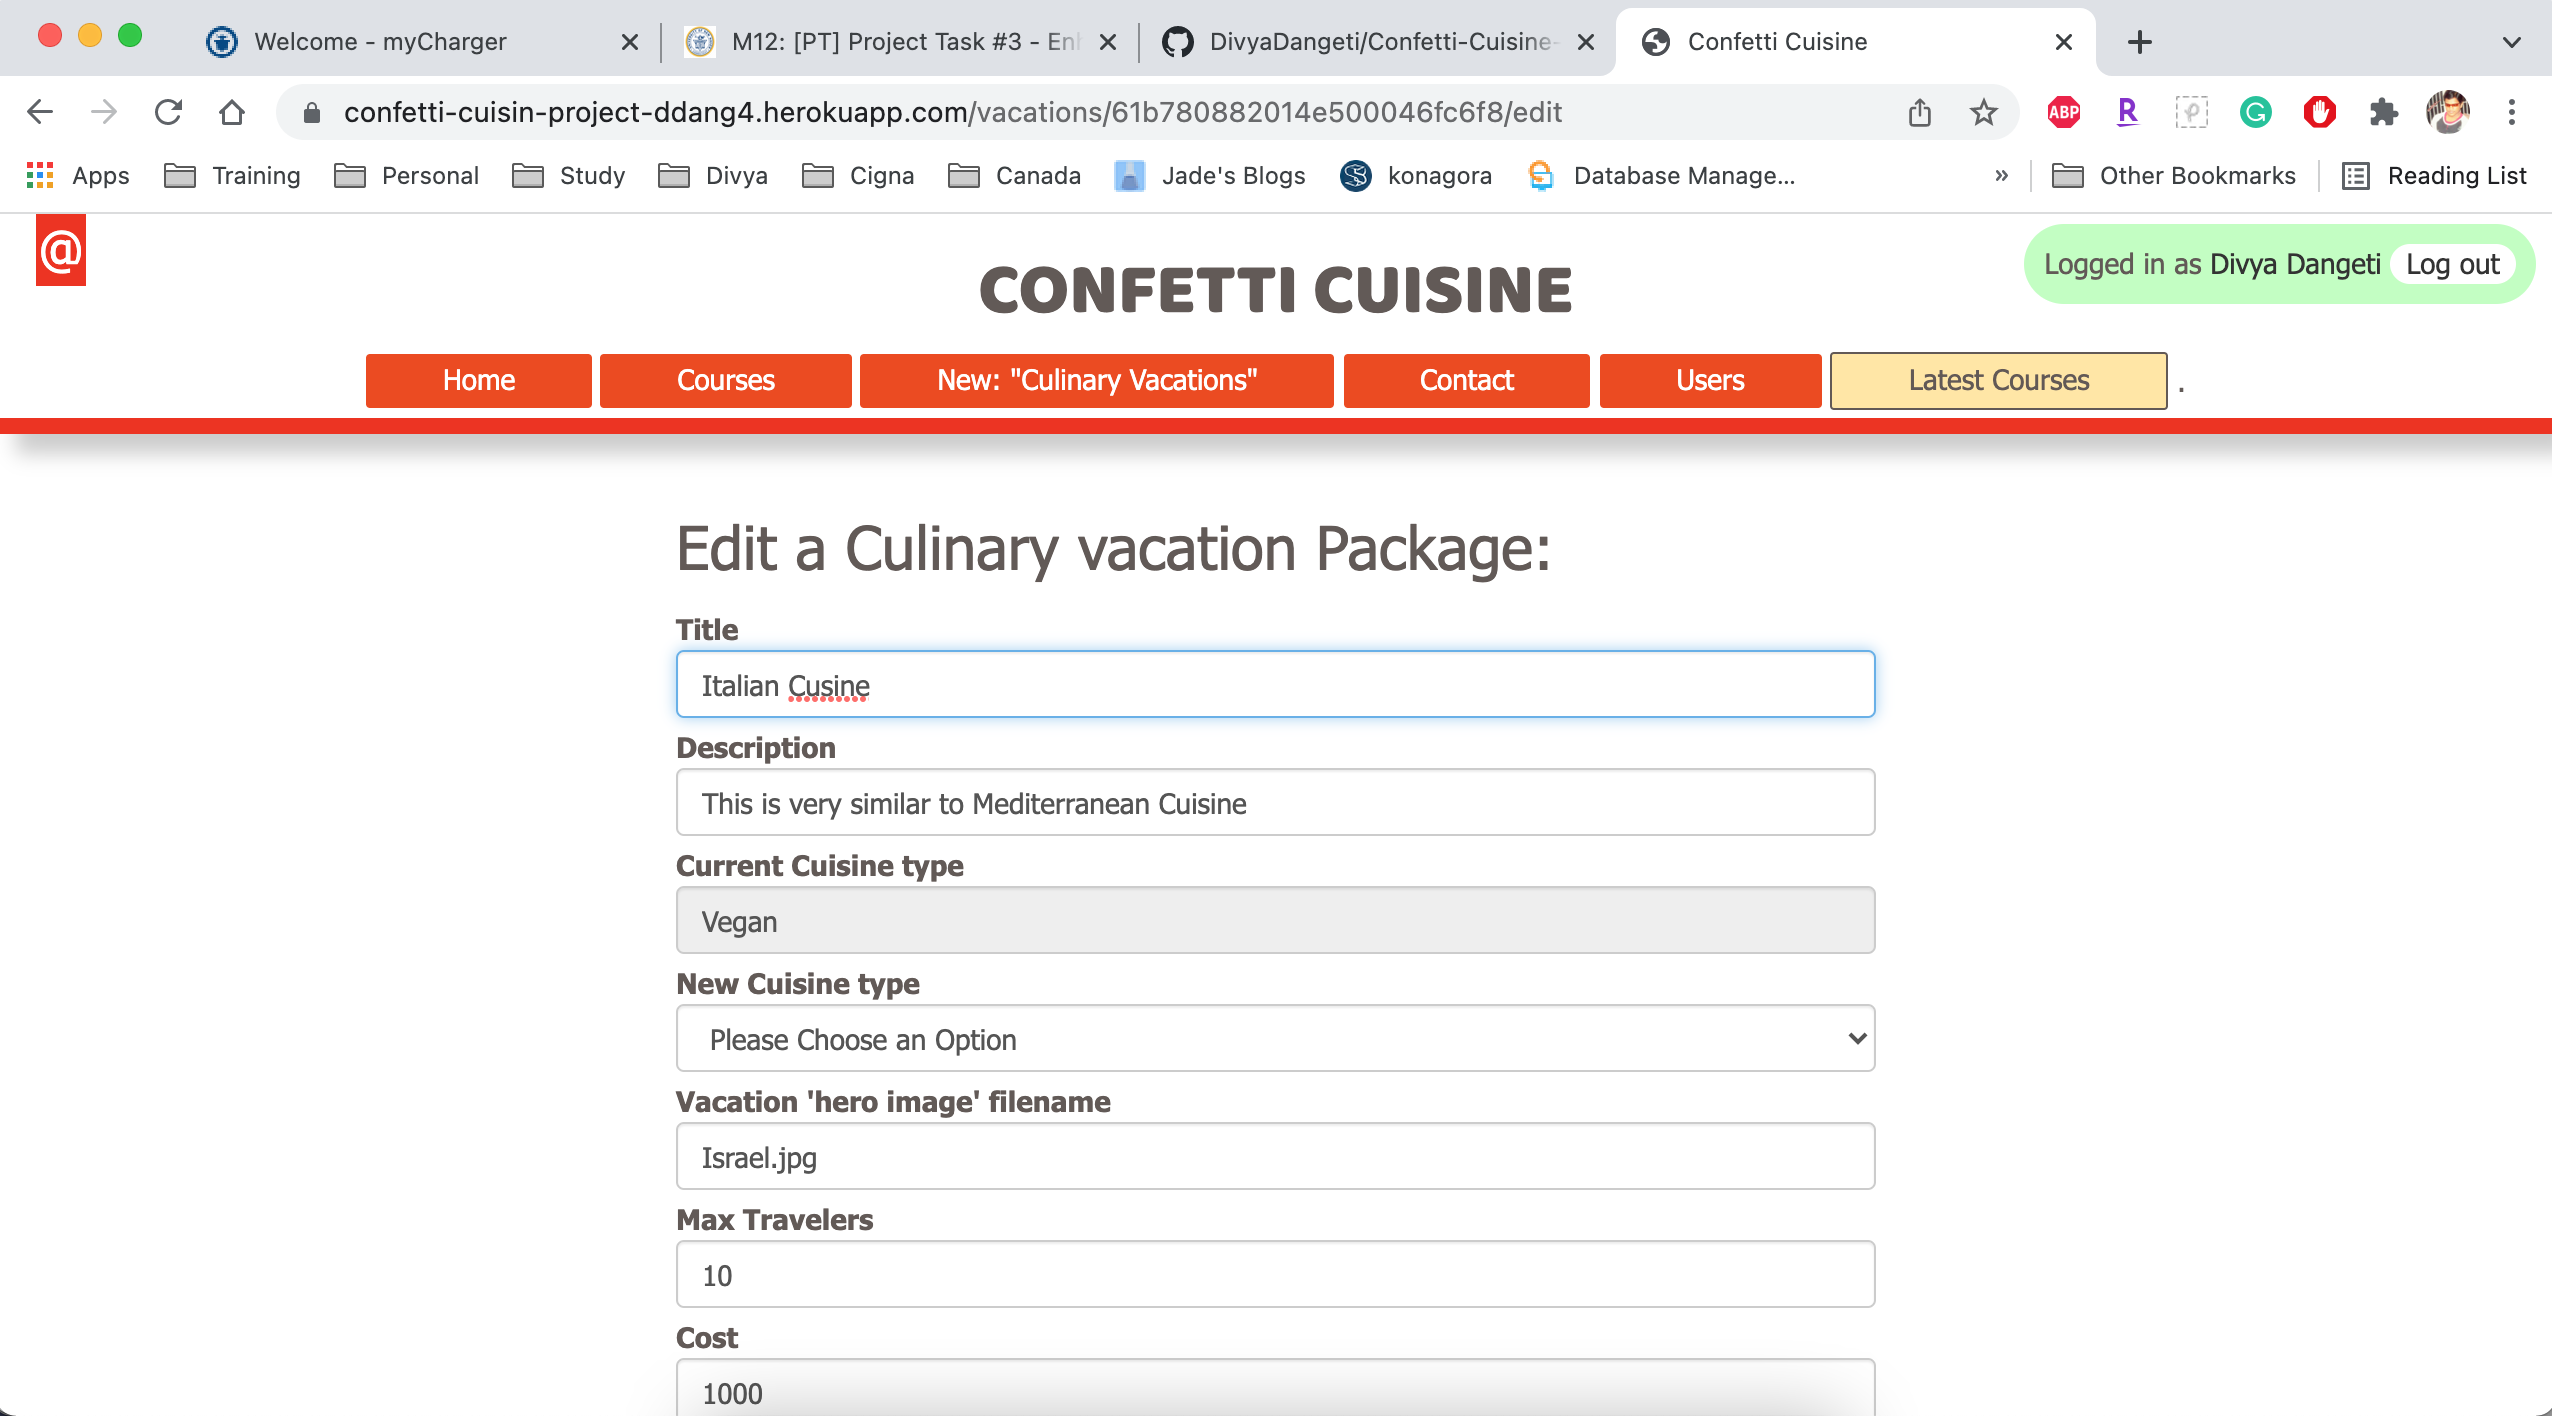 Welcome - myCharger
M12: [PT] Project Task #3 - Enh
DivyaDangeti/Confetti-Cuisine-
Confetti Cuisine
confetti-cuisin-project-ddang4.herokuapp.com/vacations/61b780882014e500046fc6f8/edit
ABP
R
Apps
Training
Personal
Study
Divya
Cigna
Canada
Jade's Blogs
konagora
Database Manage...
»
Other Bookmarks
Reading List
@
CONFETTI CUISINE
Logged in as Divya Dangeti Log out
Home
Courses
New: "Culinary Vacations"
Contact
Users
Latest Courses
.
Edit a Culinary vacation Package:
Title
Italian Cusine
Description
This is very similar to Mediterranean Cuisine
Current Cuisine type
Vegan
New Cuisine type
Please Choose an Option
Vacation 'hero image' filename
Israel.jpg
Max Travelers
10
Cost
1000